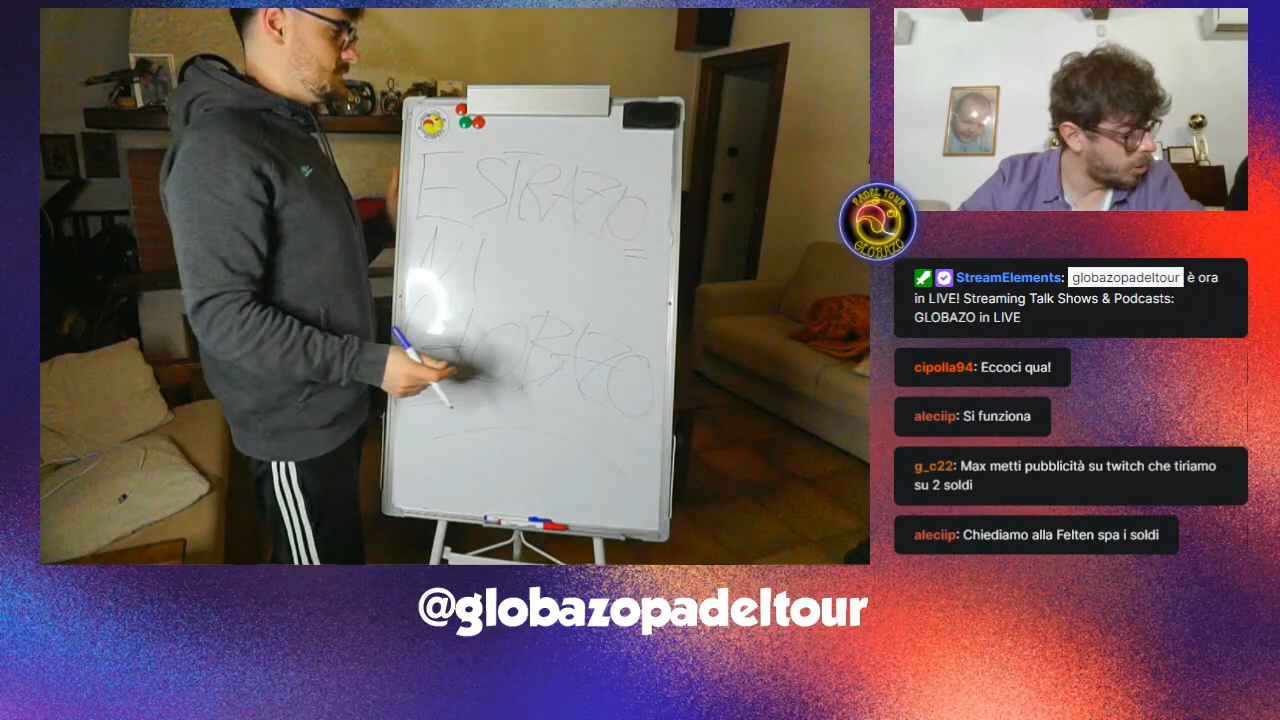 ESTRAZO
GLOBAZO
PADEL TOUR
GLOBAZO
StreamElements: globazopadeltour è ora
in LIVE! Streaming Talk Shows & Podcasts:
GLOBAZO in LIVE
cipolla94: Eccoci qua!
aleciip: Si funziona
g_c22: Max metti pubblicità su twitch che tiriamo
su 2 soldi
aleciip: Chiediamo alla Felten spa i soldi
@globazopadeltour